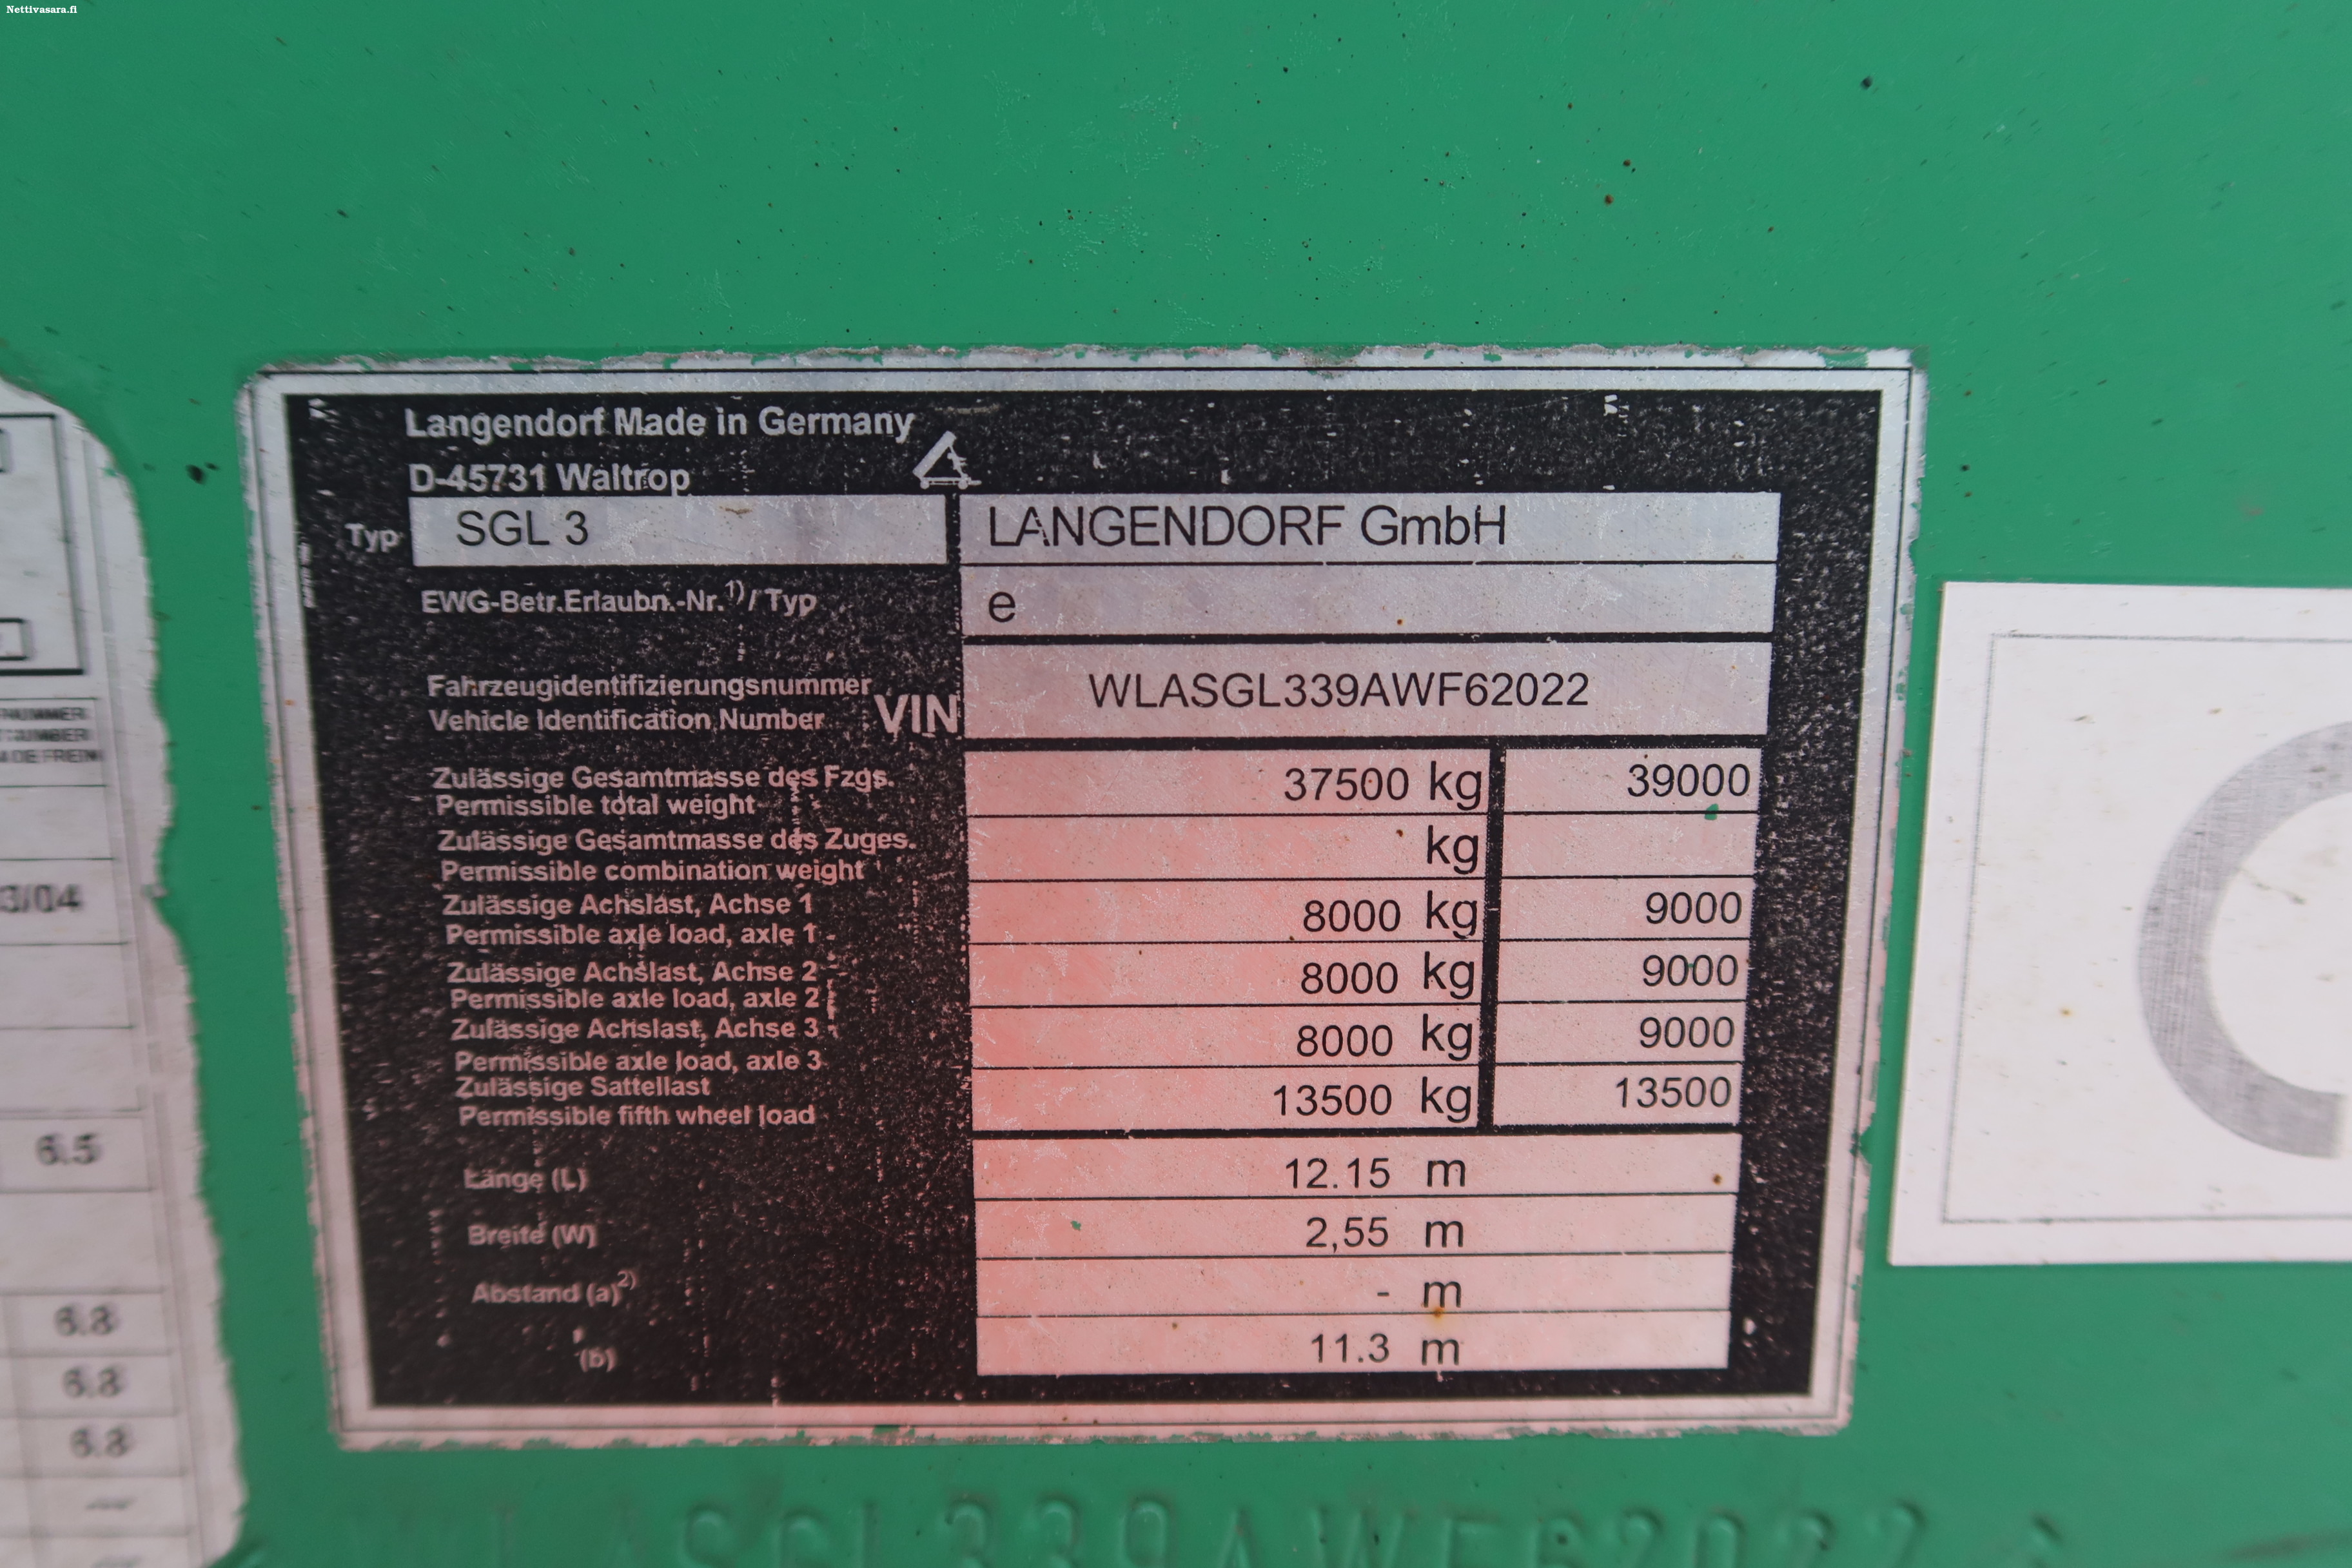 Nettivasara.fi
Langendorf Made in Germany
D-45731 Waltrop
Typ SGL 3 LANGENDORF GmbH
EWG-Betr.Erlaubn.-Nr.1) / Typ e
Fahrzeugidentifizierungsnummer
Vehicle Identification Number VIN WLASGL339AWF62022
Zulässige Gesamtmasse des Fzgs.
Permissible total weight 37500 kg 39000
Zulässige Gesamtmasse des Zuges.
Permissible combination weight kg
Zulässige Achslast, Achse 1
Permissible axle load, axle 1 8000 kg 9000
Zulässige Achslast, Achse 2
Permissible axle load, axle 2 8000 kg 9000
Zulässige Achslast, Achse 3
Permissible axle load, axle 3 8000 kg 9000
Zulässige Sattellast
Permissible fifth wheel load 13500 kg 13500
Länge (L) 12.15 m
Breite (W) 2,55 m
Abstand (a)2) - m
(b) 11.3 m
6.5
6.8
6.8
6.8
WLASGL339AWF62022